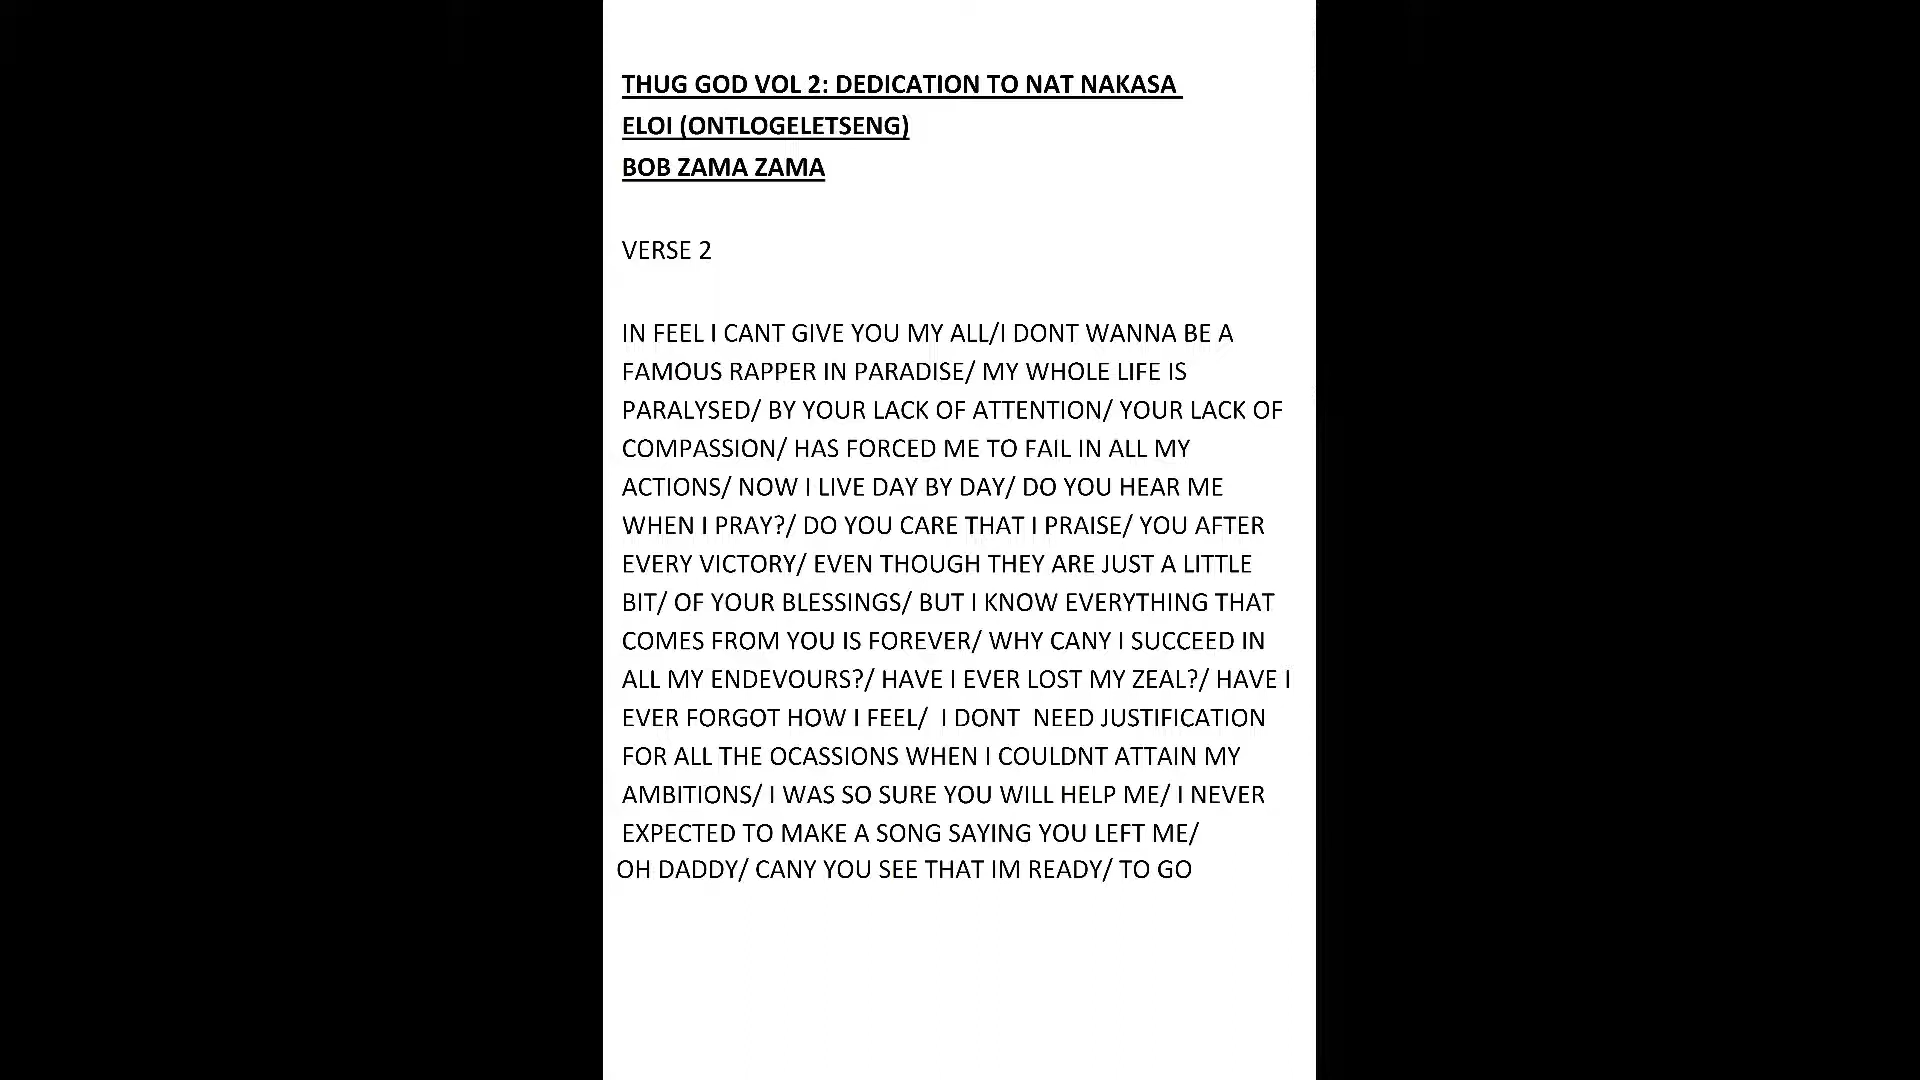 THUG GOD VOL 2: DEDICATION TO NAT NAKASA
ELOI (ONTLOGELETSENG)
BOB ZAMA ZAMA
VERSE 2
IN FEEL I CANT GIVE YOU MY ALL/I DONT WANNA BE A
FAMOUS RAPPER IN PARADISE/ MY WHOLE LIFE IS
PARALYSED/ BY YOUR LACK OF ATTENTION/ YOUR LACK OF
COMPASSION/ HAS FORCED ME TO FAIL IN ALL MY
ACTIONS/ NOW I LIVE DAY BY DAY/ DO YOU HEAR ME
WHEN I PRAY?/ DO YOU CARE THAT I PRAISE/ YOU AFTER
EVERY VICTORY/ EVEN THOUGH THEY ARE JUST A LITTLE
BIT/ OF YOUR BLESSINGS/ BUT I KNOW EVERYTHING THAT
COMES FROM YOU IS FOREVER/ WHY CANY I SUCCEED IN
ALL MY ENDEVOURS?/ HAVE I EVER LOST MY ZEAL?/ HAVE I
EVER FORGOT HOW I FEEL/  I DONT  NEED JUSTIFICATION
FOR ALL THE OCASSIONS WHEN I COULDNT ATTAIN MY
AMBITIONS/ I WAS SO SURE YOU WILL HELP ME/ I NEVER
EXPECTED TO MAKE A SONG SAYING YOU LEFT ME/
OH DADDY/ CANY YOU SEE THAT IM READY/ TO GO